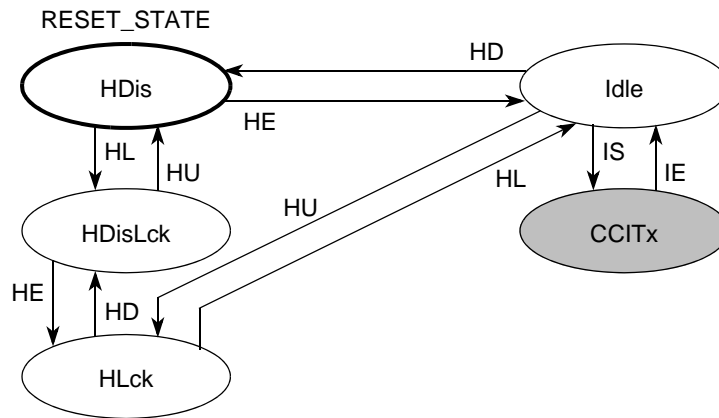 RESET_STATE
HDis
HD
Idle
HE
HL
HU
IS
IE
HU
HL
HDisLck
CCITx
HE
HD
HLck